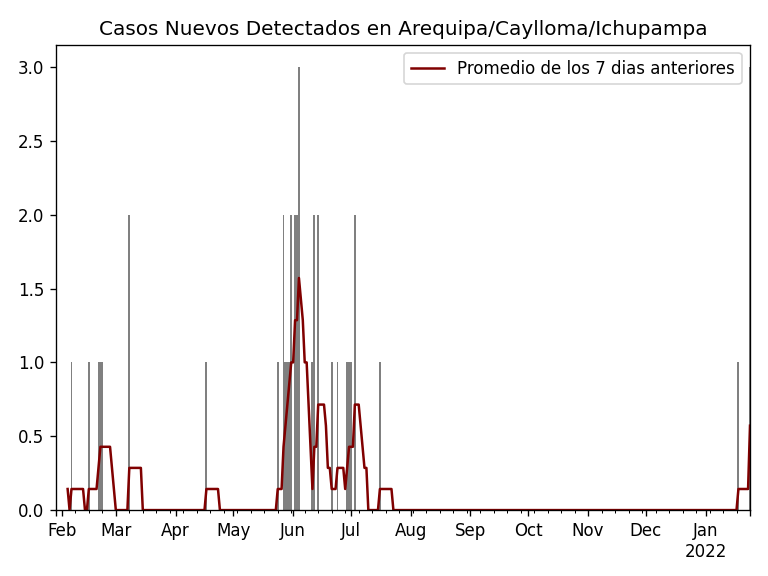 Casos Nuevos Detectados en Arequipa/Caylloma/Ichupampa
Promedio de los 7 dias anteriores
3.0
2.5
2.0
1.5
1.0
0.5
0.0
Feb Mar Apr May Jun Jul Aug Sep Oct Nov Dec Jan
2022